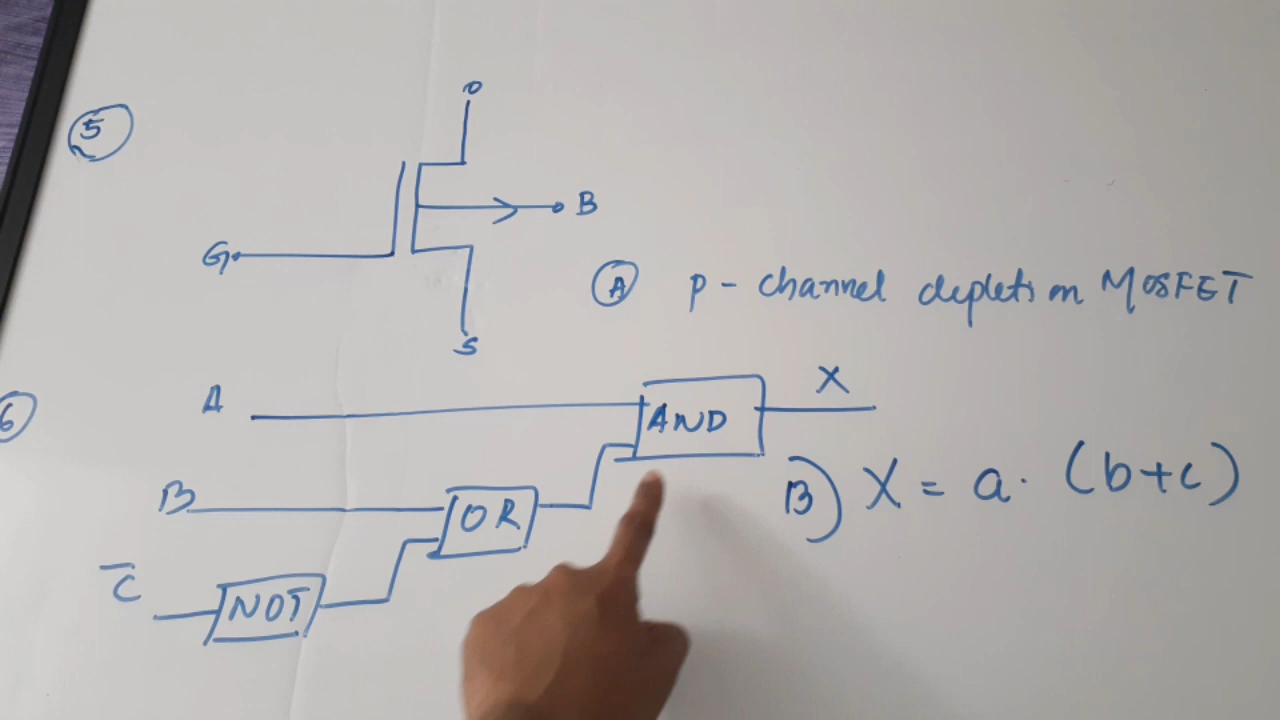 5
D
B
G
A p-channel depletion MOSFET
S
6
A
AND
X
B
OR
B) X = a. (b+c)
c̅
NOT